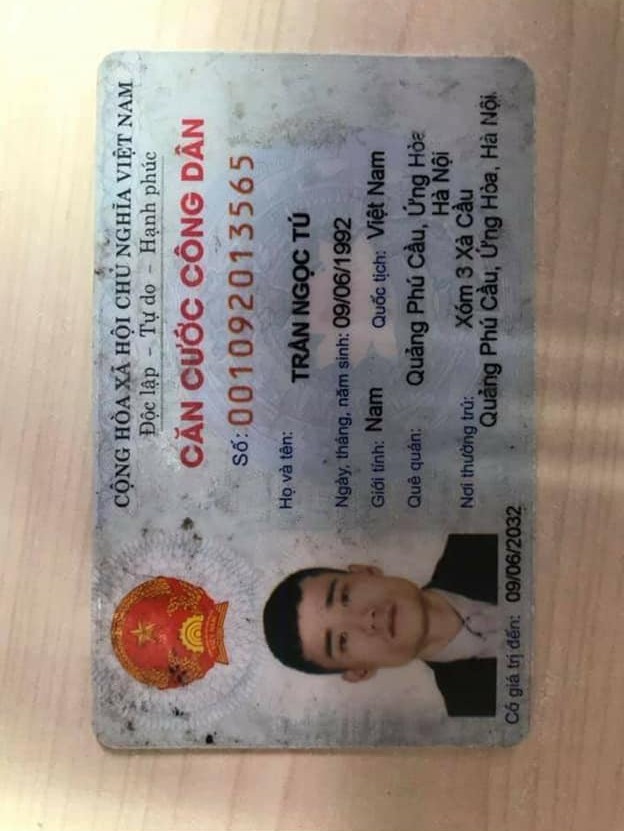 CỘNG HÒA XÃ HỘI CHỦ NGHĨA VIỆT NAM
Độc lập - Tự do - Hạnh phúc
CĂN CƯỚC CÔNG DÂN
Số: 001092013565
Họ và tên:
TRẦN NGỌC TÚ
Ngày, tháng, năm sinh: 09/06/1992
Giới tính: Nam Quốc tịch: Việt Nam
Quê quán: Quảng Phú Cầu, Ứng Hòa
Hà Nội
Nơi thường trú: Xóm 3 Xà Cầu
Quảng Phú Cầu, Ứng Hòa, Hà Nội
Có giá trị đến: 09/06/2032
VIỆT NAM